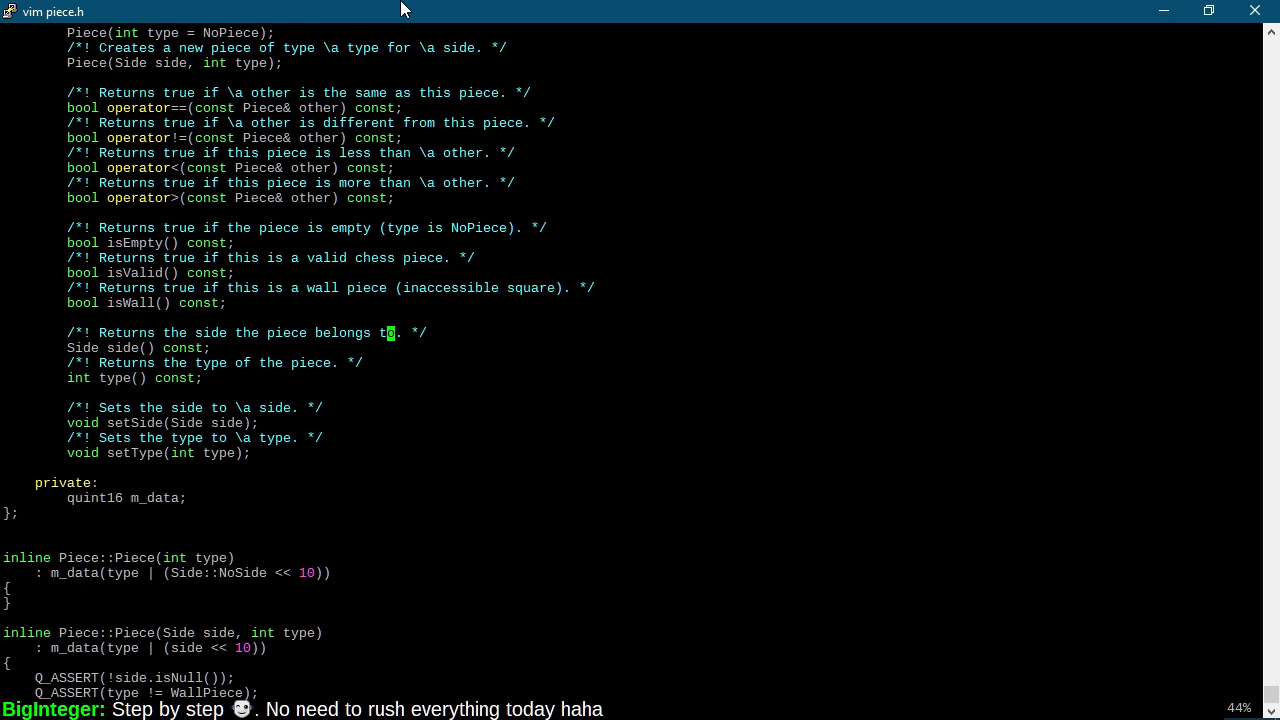 vim piece.h
Piece(int type = NoPiece);
/*! Creates a new piece of type \a type for \a side. */
Piece(Side side, int type);
/*! Returns true if \a other is the same as this piece. */
bool operator==(const Piece& other) const;
/*! Returns true if \a other is different from this piece. */
bool operator!=(const Piece& other) const;
/*! Returns true if this piece is less than \a other. */
bool operator<(const Piece& other) const;
/*! Returns true if this piece is more than \a other. */
bool operator>(const Piece& other) const;
/*! Returns true if the piece is empty (type is NoPiece). */
bool isEmpty() const;
/*! Returns true if this is a valid chess piece. */
bool isValid() const;
/*! Returns true if this is a wall piece (inaccessible square). */
bool isWall() const;
/*! Returns the side the piece belongs to. */
Side side() const;
/*! Returns the type of the piece. */
int type() const;
/*! Sets the side to \a side. */
void setSide(Side side);
/*! Sets the type to \a type. */
void setType(int type);
private:
quint16 m_data;
};
inline Piece::Piece(int type)
: m_data(type | (Side::NoSide << 10))
{
}
inline Piece::Piece(Side side, int type)
: m_data(type | (side << 10))
{
Q_ASSERT(!side.isNull());
Q_ASSERT(type != WallPiece);
BigInteger: Step by step . No need to rush everything today haha
44%